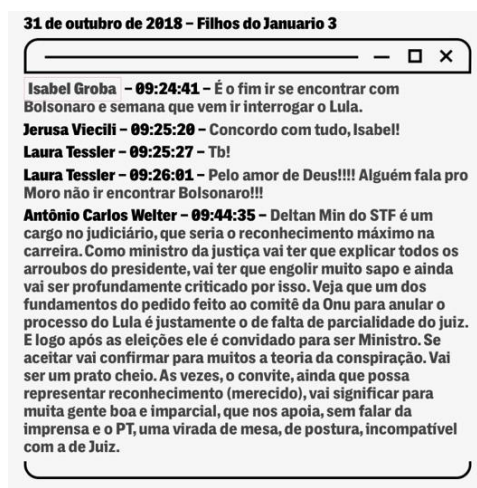 31 de outubro de 2018 – Filhos do Januario 3
Isabel Groba – 09:24:41 – É o fim ir se encontrar com
Bolsonaro e semana que vem ir interrogar o Lula.
Jerusa Viecili – 09:25:20 – Concordo com tudo, Isabel!
Laura Tessler – 09:25:27 – Tb!
Laura Tessler – 09:26:01 – Pelo amor de Deus!!!! Alguém fala pro
Moro não ir encontrar Bolsonaro!!!
Antônio Carlos Welter – 09:44:35 – Deltan Min do STF é um
cargo no judiciário, que seria o reconhecimento máximo na
carreira. Como ministro da justiça vai ter que explicar todos os
arroubos do presidente, vai ter que engolir muito sapo e ainda
vai ser profundamente criticado por isso. Veja que um dos
fundamentos do pedido feito ao comitê da Onu para anular o
processo do Lula é justamente o de falta de parcialidade do juiz.
E logo após as eleições ele é convidado para ser Ministro. Se
aceitar vai confirmar para muitos a teoria da conspiração. Vai
ser um prato cheio. As vezes, o convite, ainda que possa
representar reconhecimento (merecido), vai significar para
muita gente boa e imparcial, que nos apoia, sem falar da
imprensa e o PT, uma virada de mesa, de postura, incompatível
com a de Juiz.